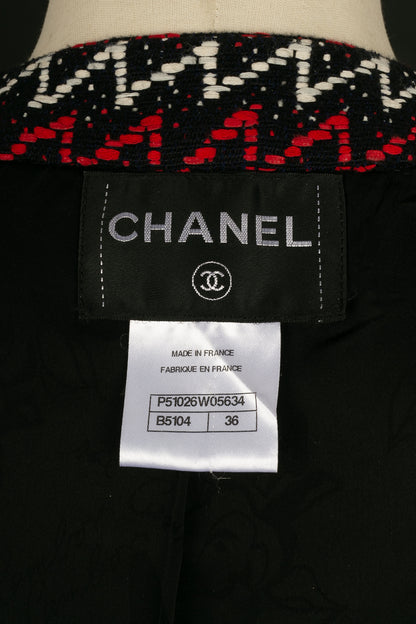 CHANEL
MADE IN FRANCE
FABRIQUE EN FRANCE
P51026W05634
B5104 36